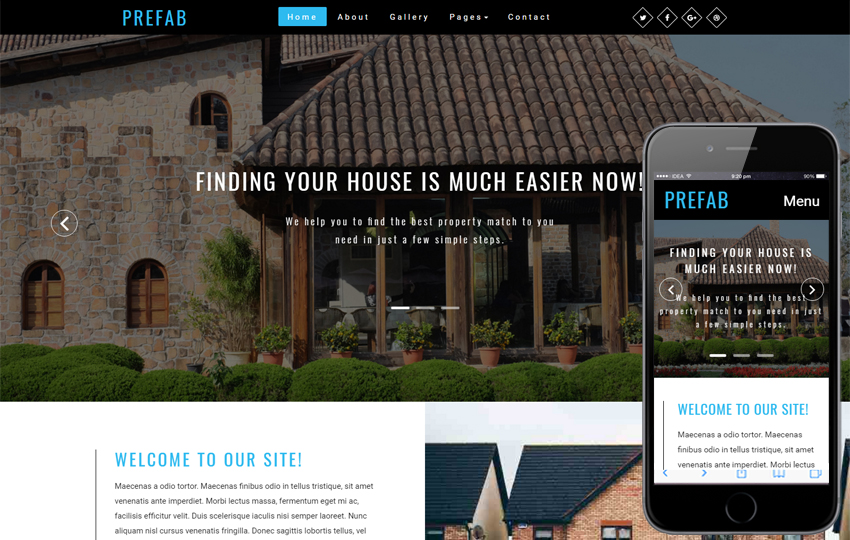 PREFAB
Home About Gallery Pages Contact
FINDING YOUR HOUSE IS MUCH EASIER NOW!
We help you to find the best property match to you
need in just a few simple steps.
WELCOME TO OUR SITE!
Maecenas a odio tortor. Maecenas finibus odio in tellus tristique, sit amet
venenatis ante imperdiet. Morbi lectus massa, fermentum eget mi ac,
facilisis efficitur velit. Duis scelerisque iaculis nisi semper laoreet. Nunc
aliquam nisl cursus venenatis fringilla. Donec sagittis lobortis tellus, vel
IDEA 9:20 pm 90%
PREFAB Menu
FINDING YOUR HOUSE IS
MUCH EASIER NOW!
We help you to find the best
property match to you need in just
a few simple steps.
WELCOME TO OUR SITE!
Maecenas a odio tortor. Maecenas
finibus odio in tellus tristique, sit amet
venenatis ante imperdiet. Morbi lectus